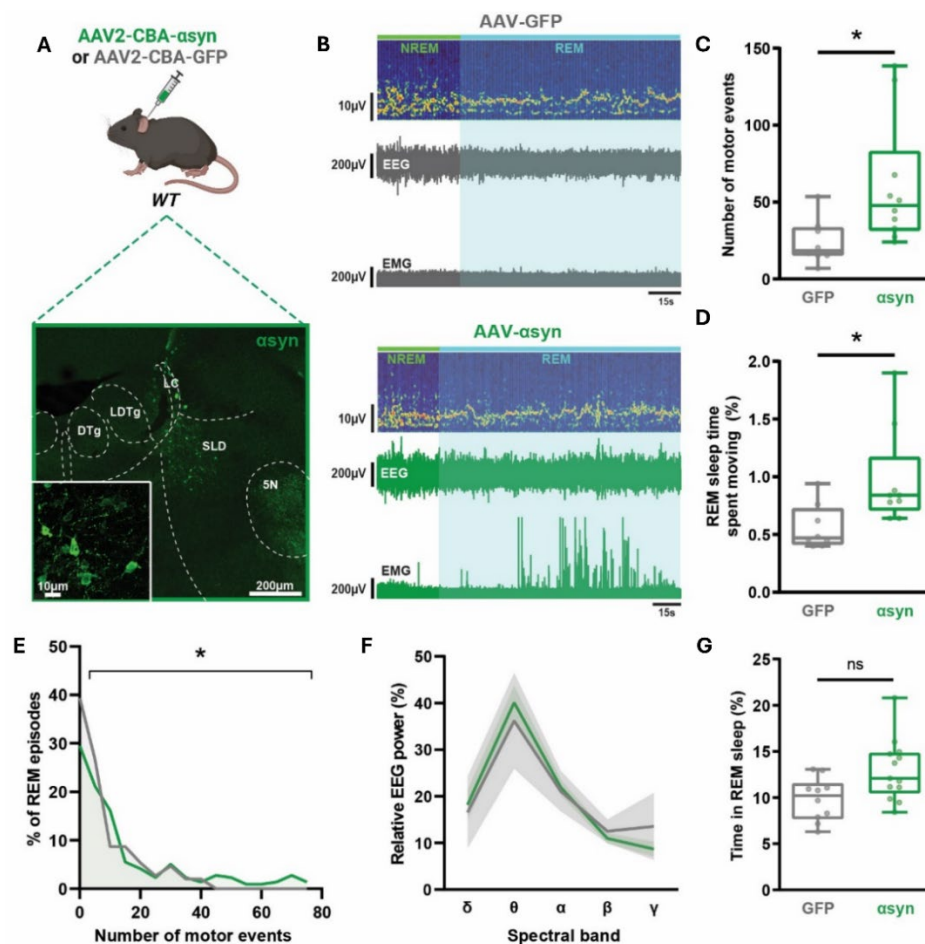 A
AAV2-CBA-αsyn
or AAV2-CBA-GFP
WT
αsyn
LC
LDTg
DTg
SLD
5N
10μm
200μm
B
AAV-GFP
NREM
REM
10μV
200μV
EEG
EMG
200μV
15s
AAV-αsyn
NREM
REM
10μV
200μV
EEG
EMG
200μV
15s
C
*
Number of motor events
150
100
50
0
GFP
αsyn
D
*
REM sleep time
spent moving (%)
2.0
1.5
1.0
0.5
0.0
GFP
αsyn
E
*
% of REM episodes
50
40
30
20
10
0
0
20
40
60
80
Number of motor events
F
Relative EEG power (%)
50
40
30
20
10
0
δ
θ
α
β
γ
Spectral band
G
ns
Time in REM sleep (%)
25
20
15
10
5
0
GFP
αsyn